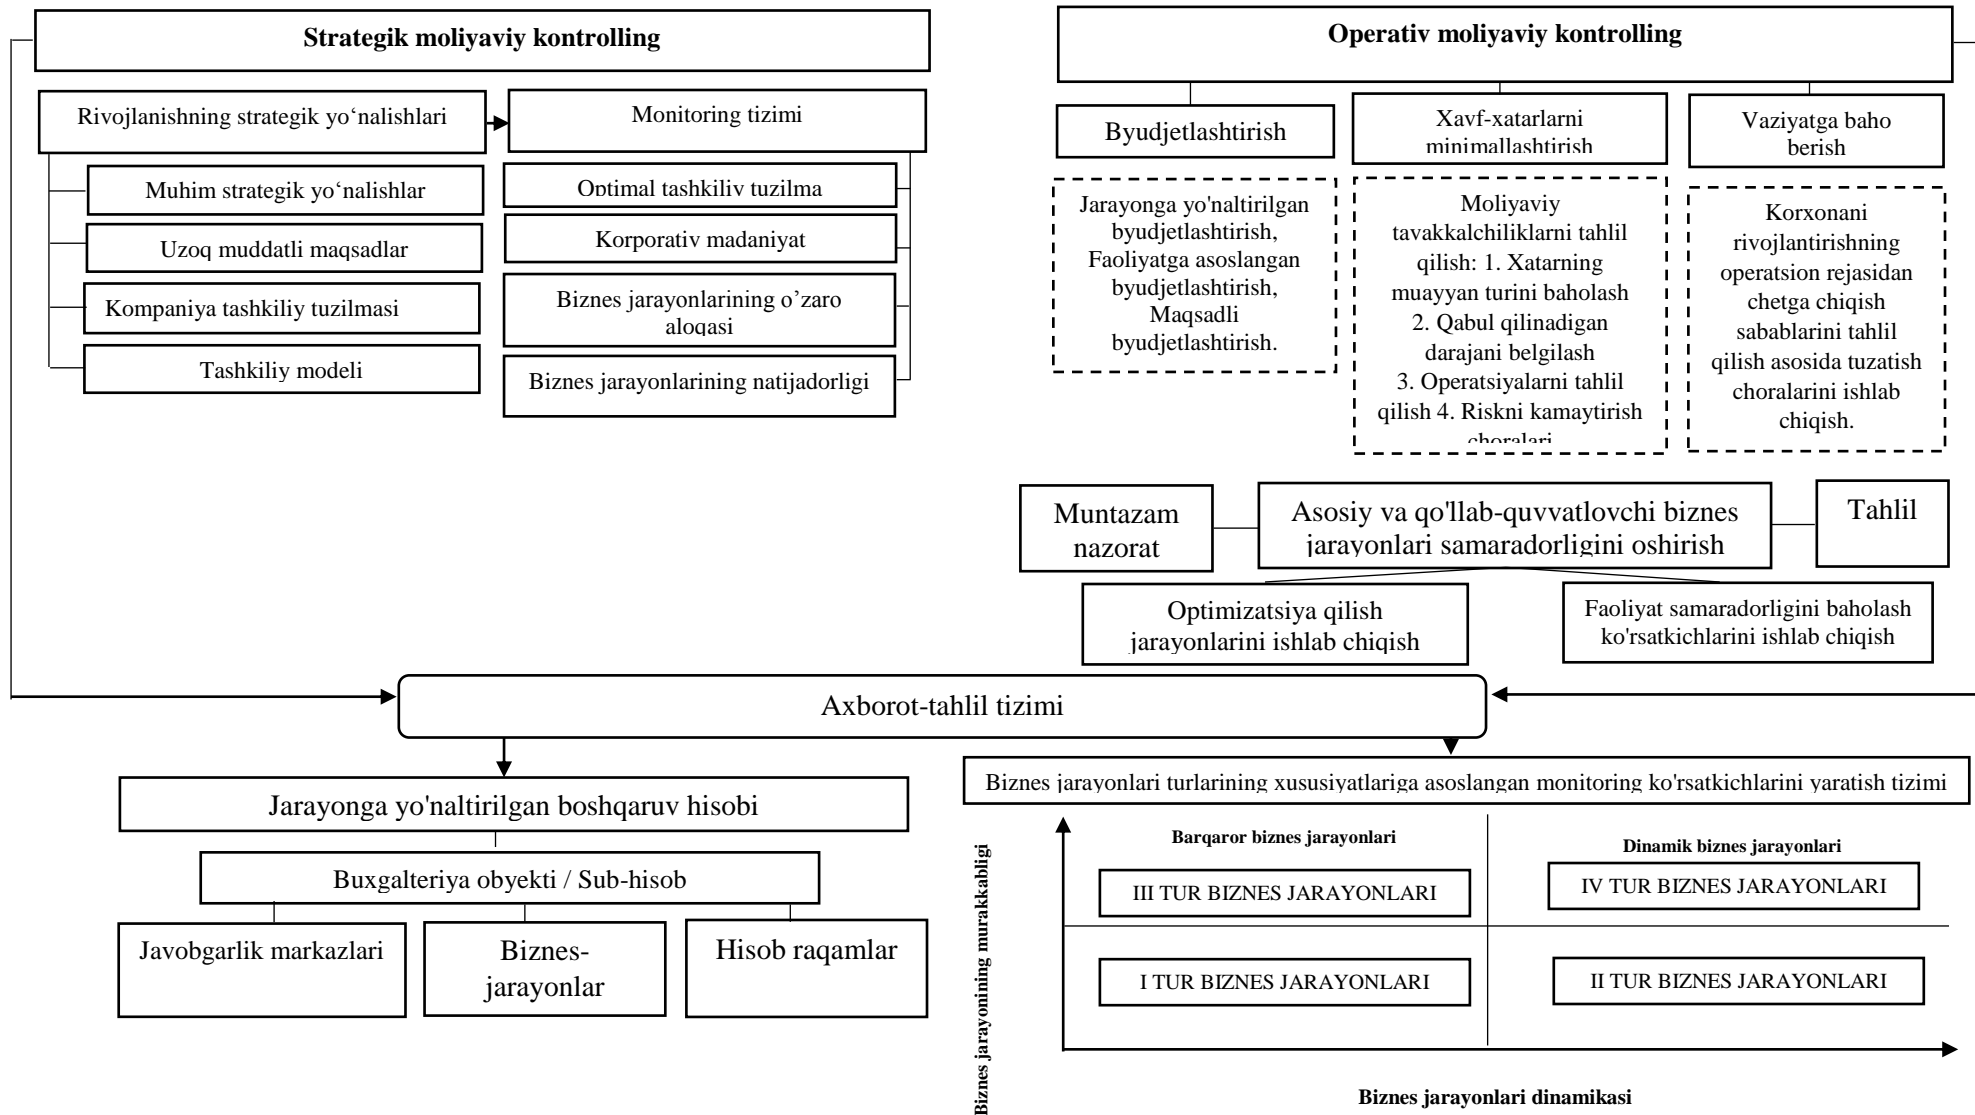 Strategik moliyaviy kontrolling
Rivojlanishning strategik yo‘nalishlari
Monitoring tizimi
Muhim strategik yo‘nalishlar
Uzoq muddatli maqsadlar
Kompaniya tashkiliy tuzilmasi
Tashkiliy modeli
Optimal tashkiliy tuzilma
Korporativ madaniyat
Biznes jarayonlarining o’zaro
aloqasi
Biznes jarayonlarining natijadorligi
Operativ moliyaviy kontrolling
Byudjetlashtirish
Xavf-xatarlarni
minimallashtirish
Vaziyatga baho
berish
Jarayonga yo'naltirilgan
byudjetlashtirish,
Faoliyatga asoslangan
byudjetlashtirish,
Maqsadli
byudjetlashtirish.
Moliyaviy
tavakkalchiliklarni tahlil
qilish: 1. Xatarning
muayyan turini baholash
2. Qabul qilinadigan
darajani belgilash
3. Operatsiyalarni tahlil
qilish 4. Riskni kamaytirish
choralari
Korxonani
rivojlantirishning
operatsion rejasidan
chetga chiqish
sabablarini tahlil
qilish asosida tuzatish
choralarini ishlab
chiqish.
Muntazam
nazorat
Asosiy va qo'llab-quvvatlovchi biznes
jarayonlari samaradorligini oshirish
Tahlil
Optimizatsiya qilish
jarayonlarini ishlab chiqish
Faoliyat samaradorligini baholash
ko'rsatkichlarini ishlab chiqish
Axborot-tahlil tizimi
Jarayonga yo'naltirilgan boshqaruv hisobi
Buxgalteriya obyekti / Sub-hisob
Javobgarlik markazlari
Biznes-
jarayonlar
Hisob raqamlar
Biznes jarayonlari turlarining xususiyatlariga asoslangan monitoring ko'rsatkichlarini yaratish tizimi
Biznes jarayonining murakkabligi
Barqaror biznes jarayonlari
Dinamik biznes jarayonlari
III TUR BIZNES JARAYONLARI
IV TUR BIZNES JARAYONLARI
I TUR BIZNES JARAYONLARI
II TUR BIZNES JARAYONLARI
Biznes jarayonlari dinamikasi